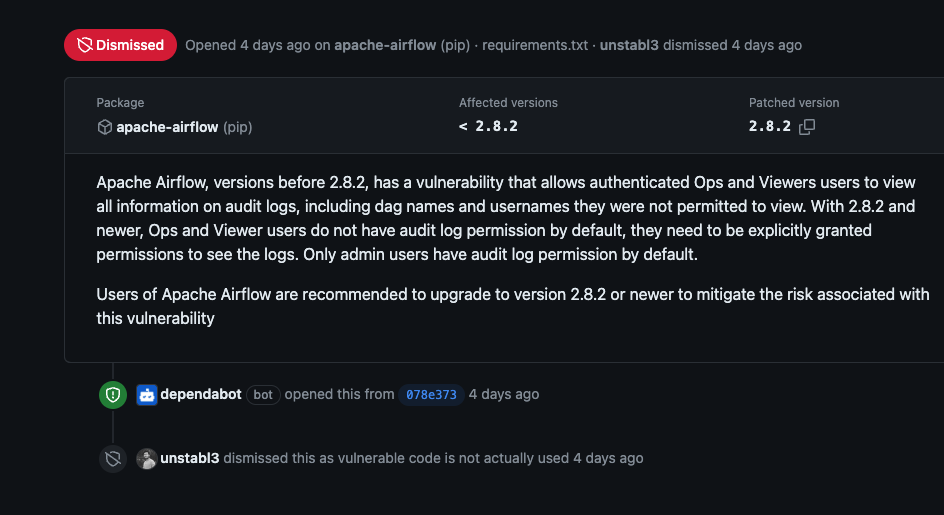 Dismissed Opened 4 days ago on apache-airflow (pip) · requirements.txt · unstabl3 dismissed 4 days ago
Package Affected versions Patched version
apache-airflow (pip) < 2.8.2 2.8.2
Apache Airflow, versions before 2.8.2, has a vulnerability that allows authenticated Ops and Viewers users to view
all information on audit logs, including dag names and usernames they were not permitted to view. With 2.8.2 and
newer, Ops and Viewer users do not have audit log permission by default, they need to be explicitly granted
permissions to see the logs. Only admin users have audit log permission by default.
Users of Apache Airflow are recommended to upgrade to version 2.8.2 or newer to mitigate the risk associated with
this vulnerability
dependabot bot opened this from 078e373 4 days ago
unstabl3 dismissed this as vulnerable code is not actually used 4 days ago